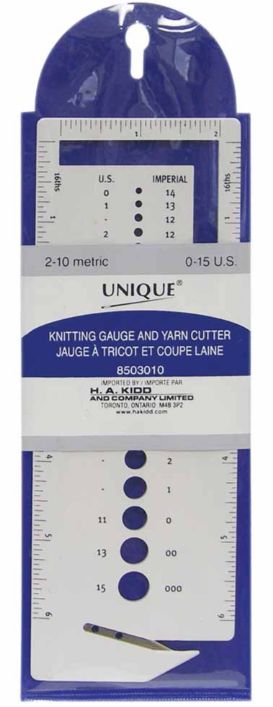 1 2
16ths 16ths
U.S. IMPERIAL
0 14
1 13
- 12
2 12
1 1
2-10 metric 0-15 U.S.
UNIQUE®
KNITTING GAUGE AND YARN CUTTER
JAUGE À TRICOT ET COUPE LAINE
8503010
IMPORTED BY / IMPORTÉ PAR
H. A. KIDD
AND COMPANY LIMITED
TORONTO, ONTARIO M4B 3P2
www.hakidd.com
- 2
4 4
- 1
11 0
5 5
13 00
15 000
6 6